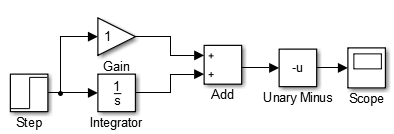 1
Gain
+
+
Add
-u
Unary Minus
Scope
Step
1
s
Integrator